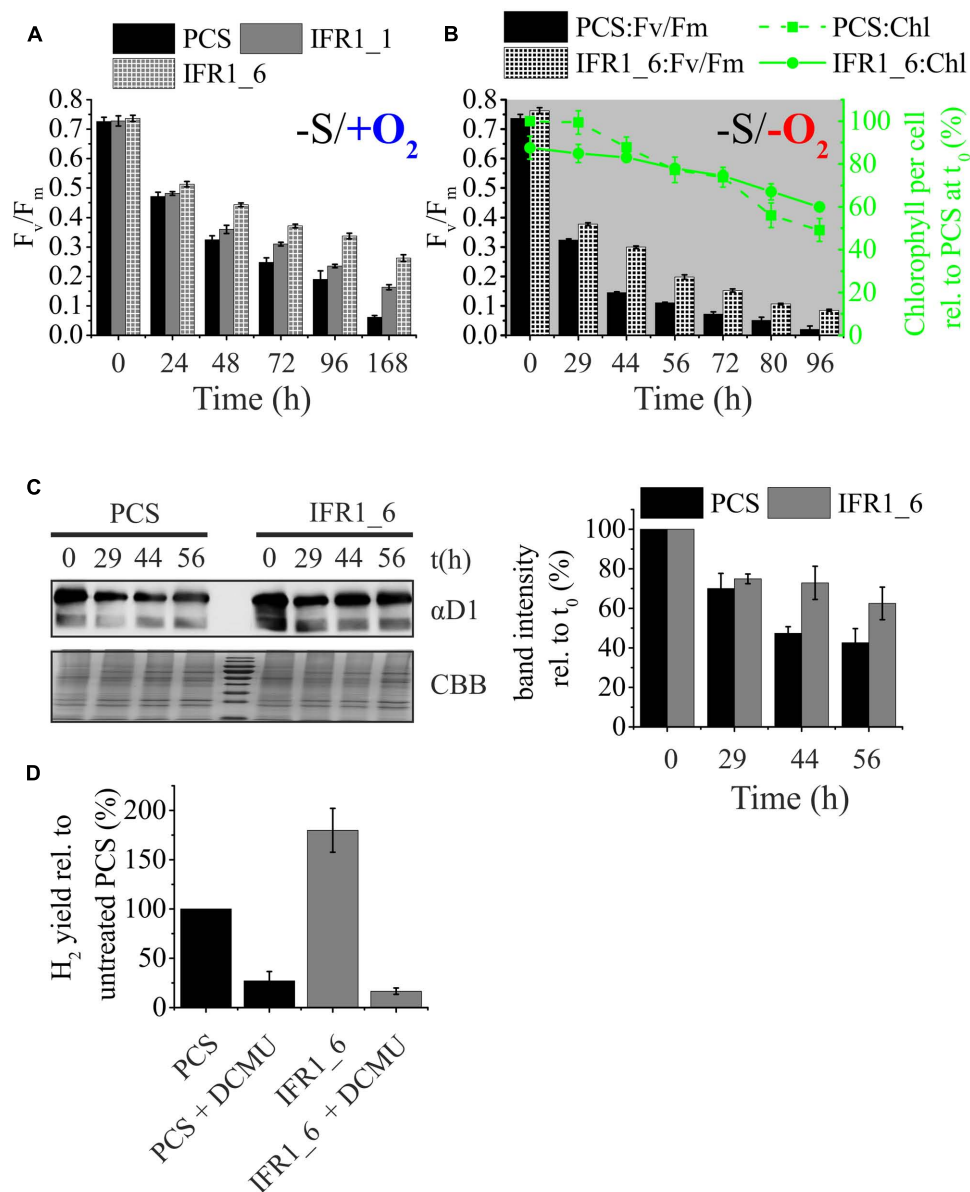 A
PCS
IFR1_1
IFR1_6
-S/+O2
Fv/Fm
0.8
0.7
0.6
0.5
0.4
0.3
0.2
0.1
0.0
0 24 48 72 96 168
Time (h)
B
PCS:Fv/Fm
PCS:Chl
IFR1_6:Fv/Fm
IFR1_6:Chl
-S/-O2
Fv/Fm
0.8
0.7
0.6
0.5
0.4
0.3
0.2
0.1
0.0
100
80
60
40
20
0
Chlorophyll per cell
rel. to PCS at t0 (%)
0 29 44 56 72 80 96
Time (h)
C
PCS
IFR1_6
0 29 44 56 0 29 44 56 t(h)
αD1
CBB
PCS
IFR1_6
band intensity
rel. to t0 (%)
100
80
60
40
20
0
0 29 44 56
Time (h)
D
H2 yield rel. to
untreated PCS (%)
200
150
100
50
0
PCS
PCS + DCMU
IFR1_6
IFR1_6 + DCMU